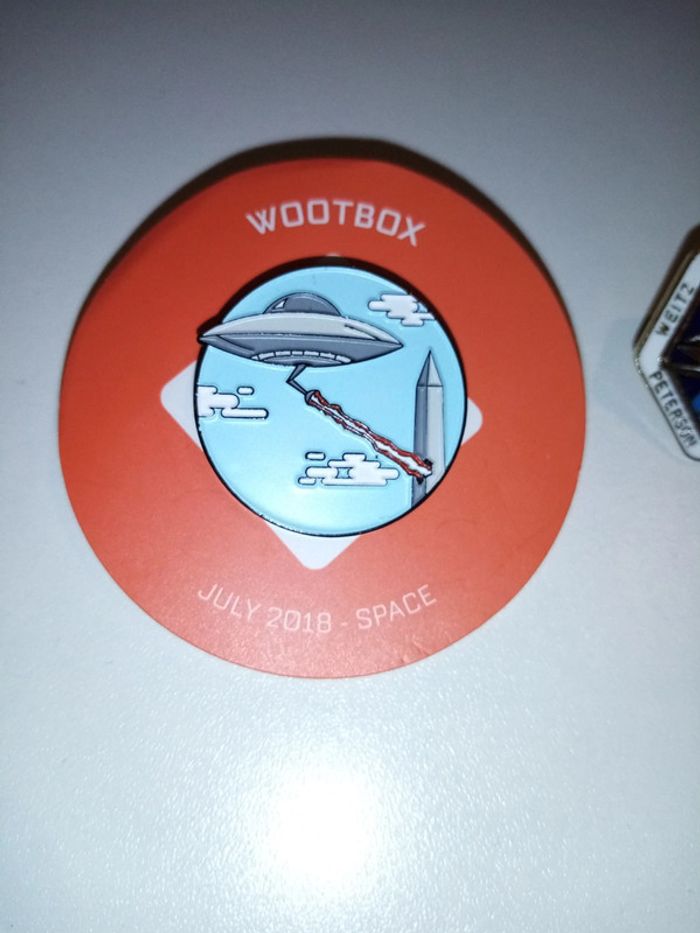 WOOTBOX
JULY 2018 - SPACE
WEITZ
PETERSON